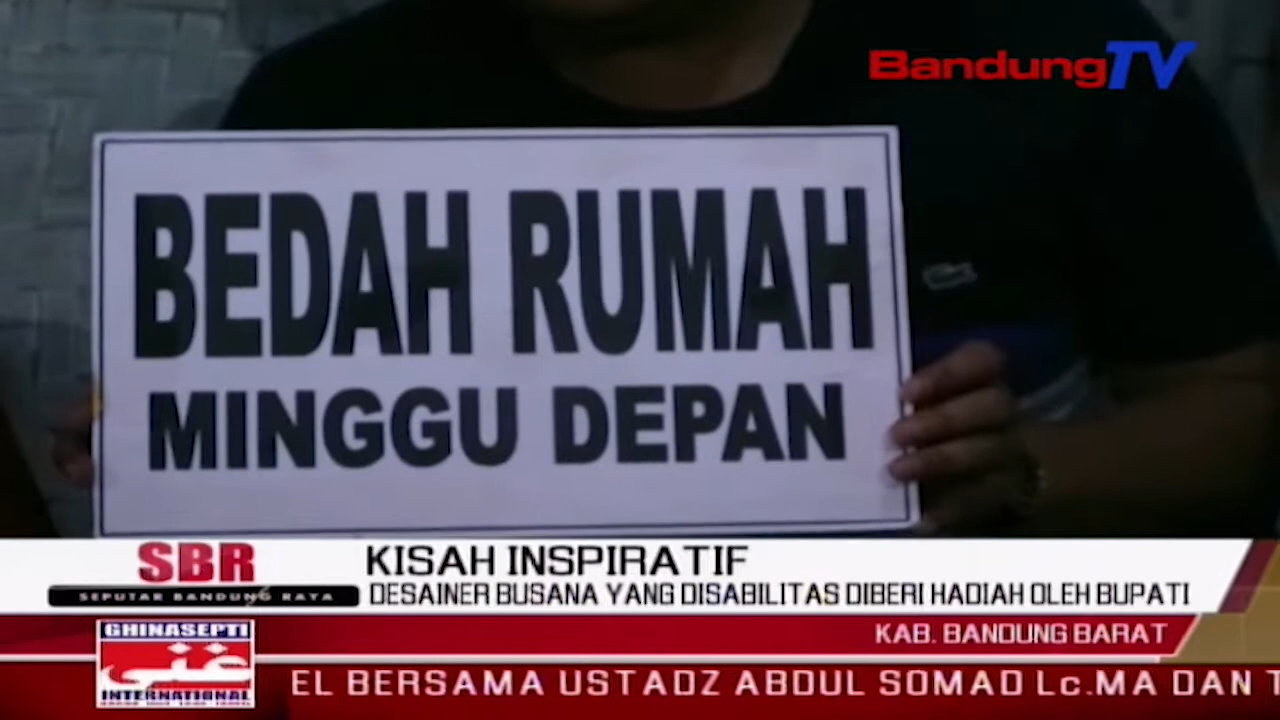 BandungTV
BEDAH RUMAH
MINGGU DEPAN
SBR
SEPUTAR BANDUNG RAYA
KISAH INSPIRATIF
DESAINER BUSANA YANG DISABILITAS DIBERI HADIAH OLEH BUPATI
KAB. BANDUNG BARAT
GHINASEPTI
غني
INTERNATIONAL
EL BERSAMA USTADZ ABDUL SOMAD Lc.MA DAN T